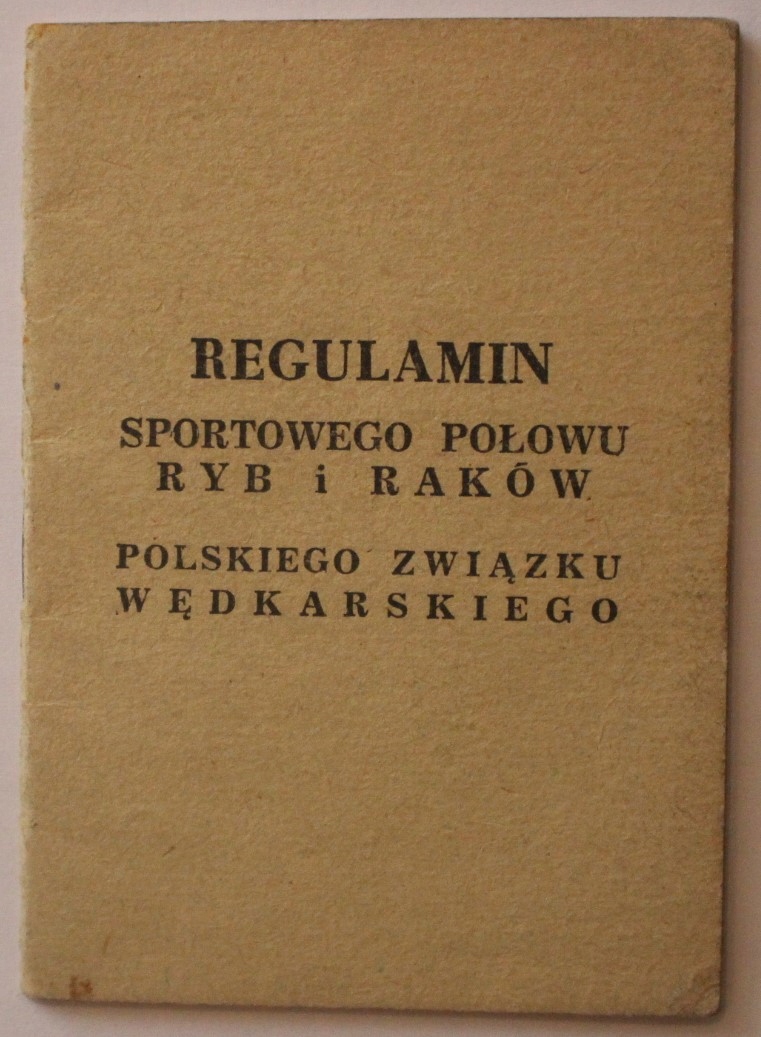 REGULAMIN
SPORTOWEGO POŁOWU
RYB i RAKÓW
POLSKIEGO ZWIĄZKU
WĘDKARSKIEGO